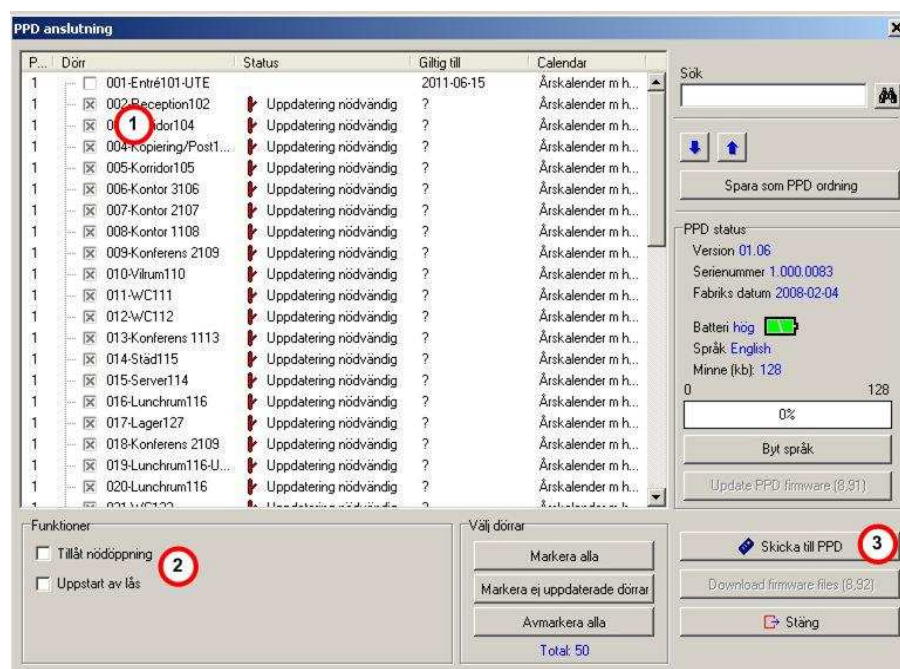 PPD anslutning
P... Dörr Status Giltig till Calendar
1 001-Entré101-UTE 2011-06-15 Årskalender m h...
1 002-Reception102 Uppdatering nödvändig ? Årskalender m h...
1 1 Uppdatering nödvändig ? Årskalender m h...
1 004-Kopiering/Post1... Uppdatering nödvändig ? Årskalender m h...
1 005-Korridor105 Uppdatering nödvändig ? Årskalender m h...
1 006-Kontor 3106 Uppdatering nödvändig ? Årskalender m h...
1 007-Kontor 2107 Uppdatering nödvändig ? Årskalender m h...
1 008-Kontor 1108 Uppdatering nödvändig ? Årskalender m h...
1 009-Konferens 2109 Uppdatering nödvändig ? Årskalender m h...
1 010-Vilrum110 Uppdatering nödvändig ? Årskalender m h...
1 011-WC111 Uppdatering nödvändig ? Årskalender m h...
1 012-WC112 Uppdatering nödvändig ? Årskalender m h...
1 013-Konferens 1113 Uppdatering nödvändig ? Årskalender m h...
1 014-Städ115 Uppdatering nödvändig ? Årskalender m h...
1 015-Server114 Uppdatering nödvändig ? Årskalender m h...
1 016-Lunchrum116 Uppdatering nödvändig ? Årskalender m h...
1 017-Lager127 Uppdatering nödvändig ? Årskalender m h...
1 018-Konferens 2109 Uppdatering nödvändig ? Årskalender m h...
1 019-Lunchrum116-U... Uppdatering nödvändig ? Årskalender m h...
1 020-Lunchrum116 Uppdatering nödvändig ? Årskalender m h...
Sök
Spara som PPD ordning
PPD status
Version 01.06
Serienummer 1.000.0083
Fabriks datum 2008-02-04
Batteri hög
Språk English
Minne (kb): 128
0 128
0%
Byt språk
Update PPD firmware (8,91)
Funktioner
Tillåt nödöppning
Uppstart av lås
2
Välj dörrar
Markera alla
Markera ej uppdaterade dörrar
Avmarkera alla
Total: 50
Skicka till PPD 3
Download firmware files (8,92)
Stäng